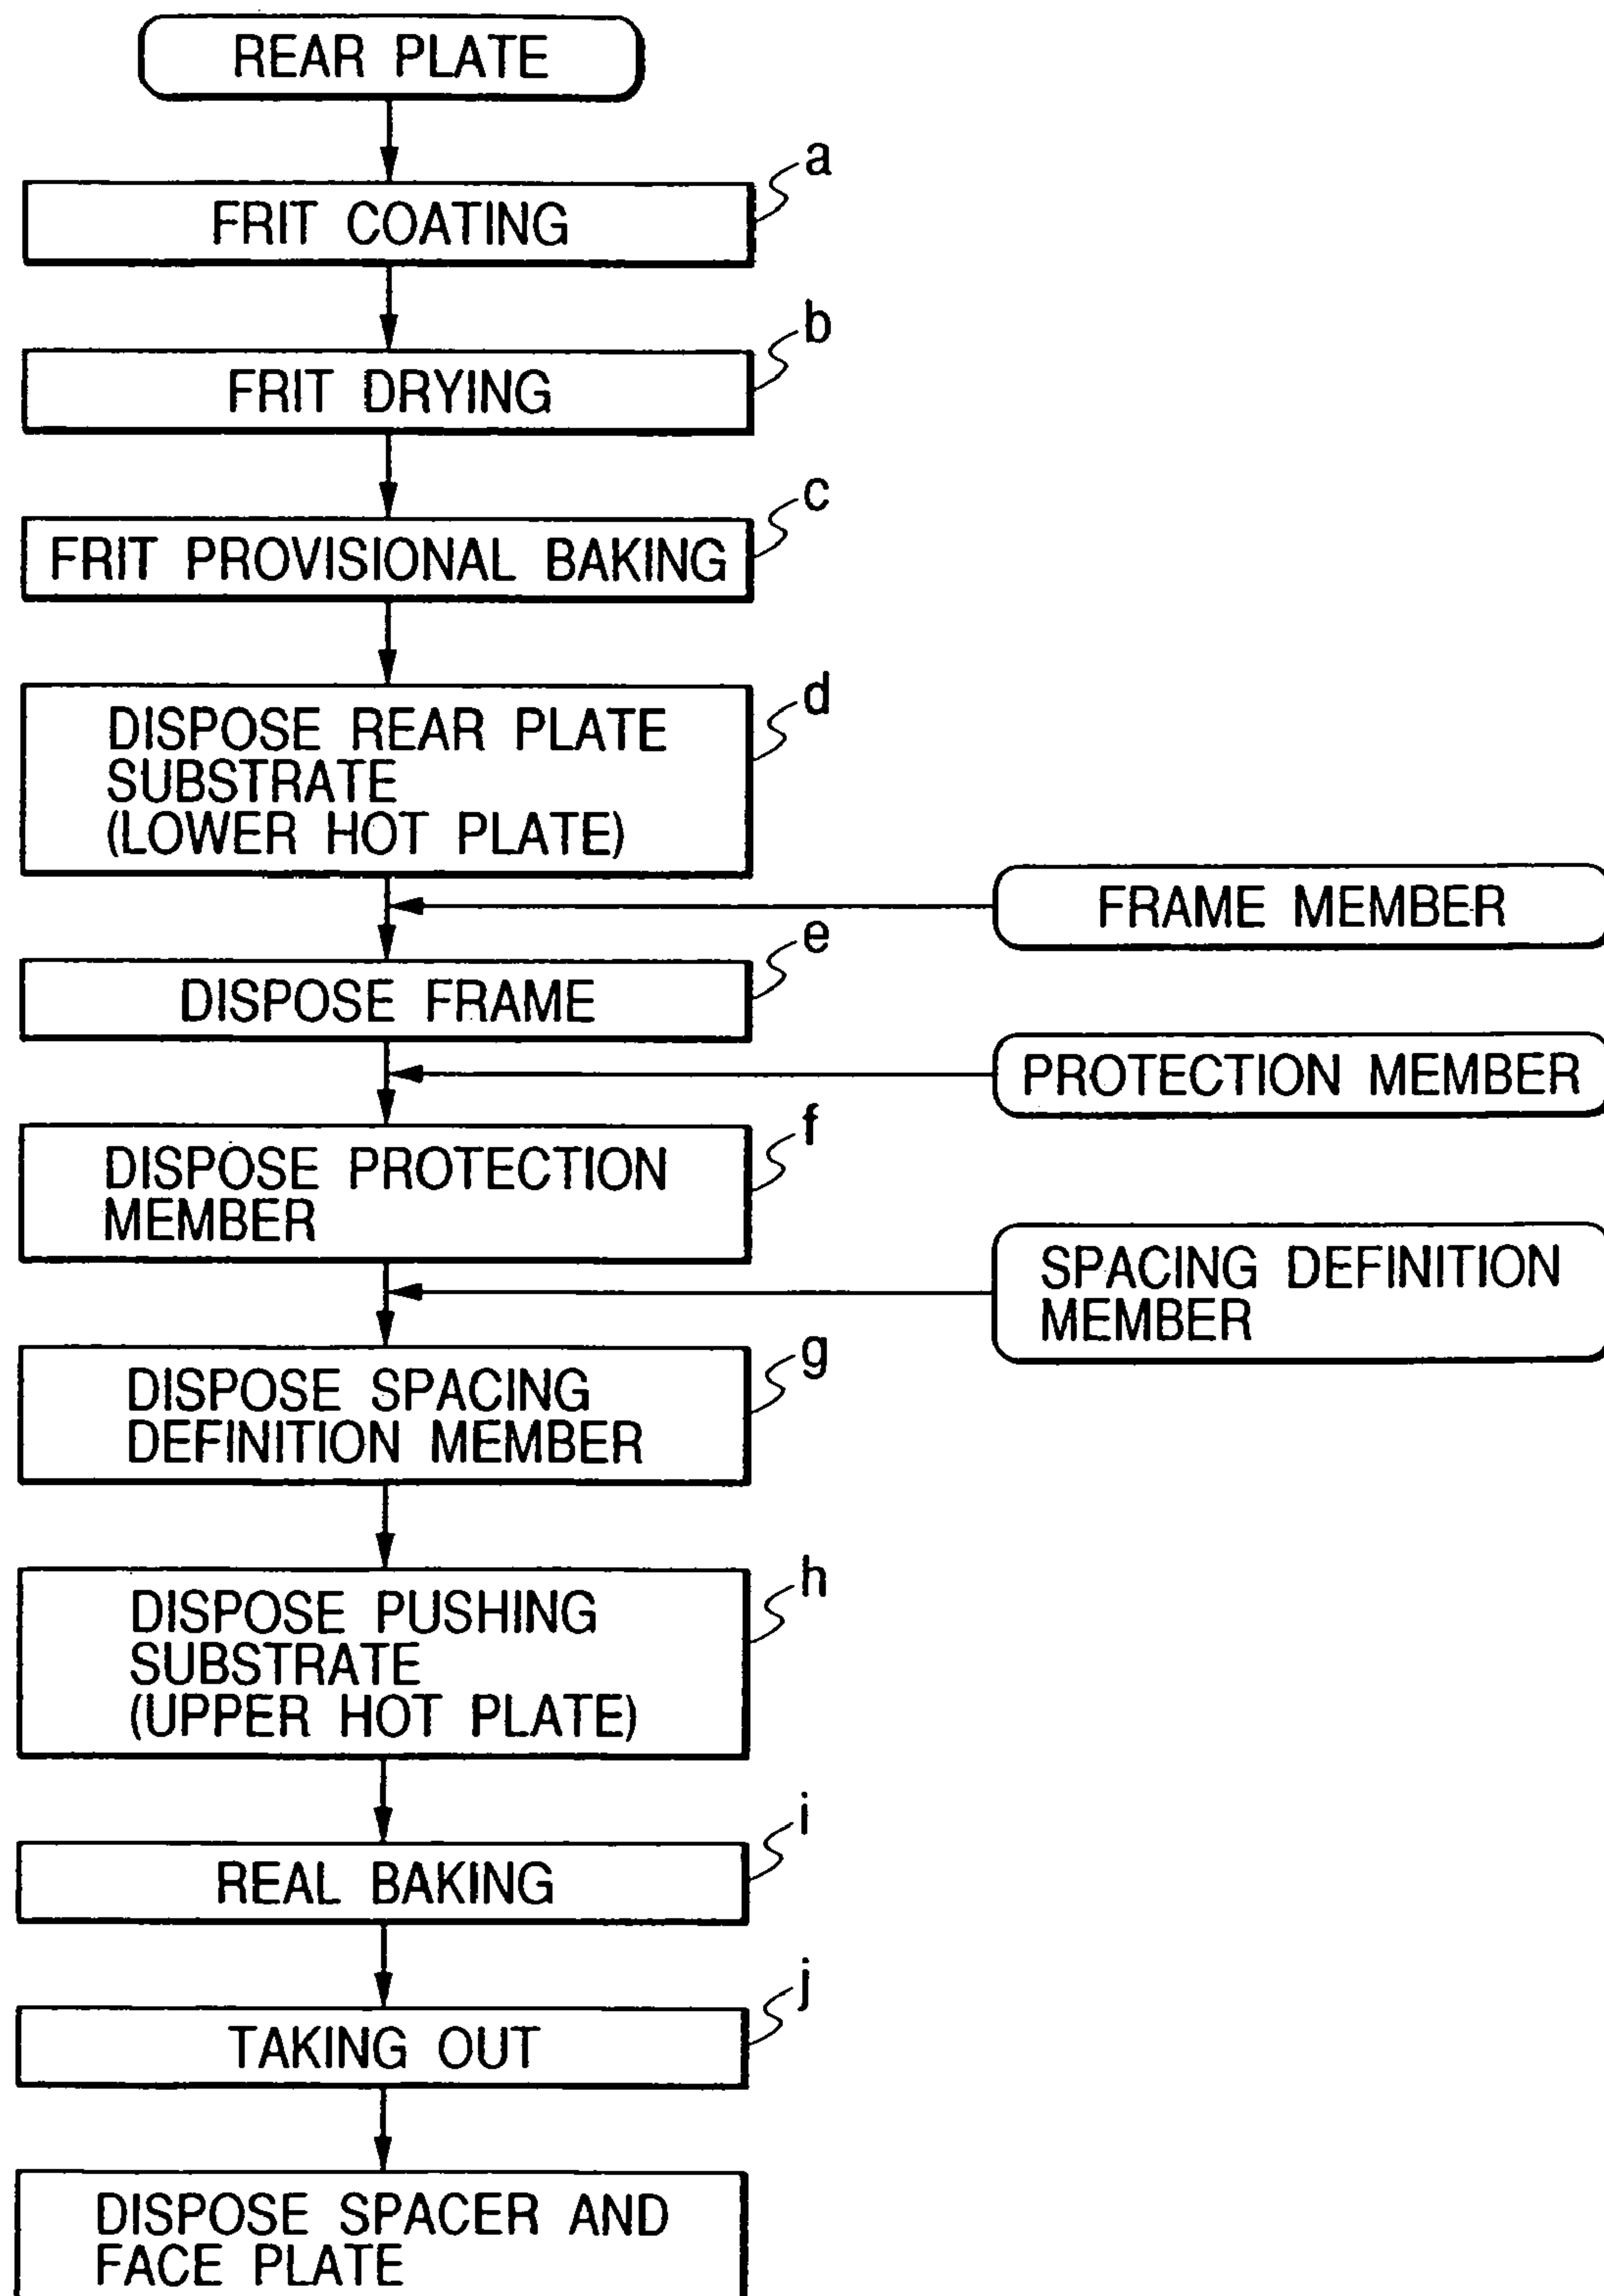 REAR PLATE
a
FRIT COATING
b
FRIT DRYING
c
FRIT PROVISIONAL BAKING
d
DISPOSE REAR PLATE
SUBSTRATE
(LOWER HOT PLATE)
FRAME MEMBER
e
DISPOSE FRAME
PROTECTION MEMBER
f
DISPOSE PROTECTION
MEMBER
SPACING DEFINITION
MEMBER
g
DISPOSE SPACING
DEFINITION MEMBER
h
DISPOSE PUSHING
SUBSTRATE
(UPPER HOT PLATE)
i
REAL BAKING
j
TAKING OUT
DISPOSE SPACER AND
FACE PLATE